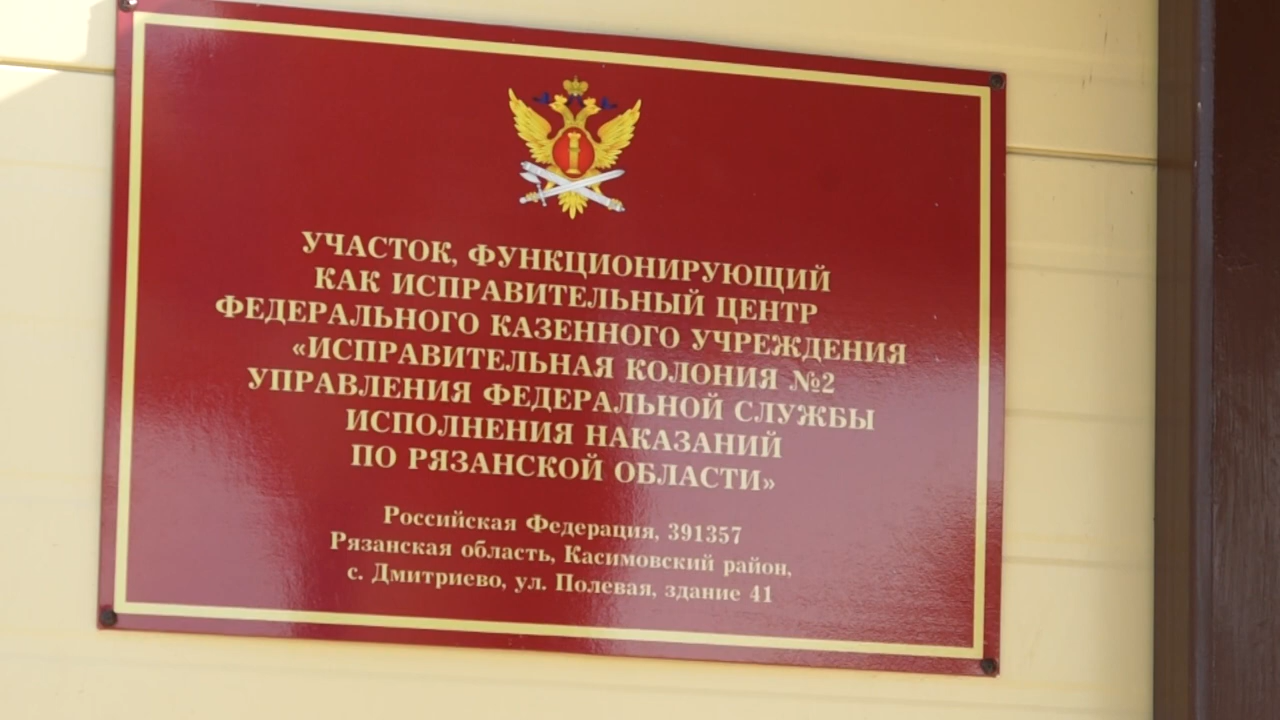 УЧАСТОК, ФУНКЦИОНИРУЮЩИЙ
КАК ИСПРАВИТЕЛЬНЫЙ ЦЕНТР
ФЕДЕРАЛЬНОГО КАЗЕННОГО УЧРЕЖДЕНИЯ
«ИСПРАВИТЕЛЬНАЯ КОЛОНИЯ №2
УПРАВЛЕНИЯ ФЕДЕРАЛЬНОЙ СЛУЖБЫ
ИСПОЛНЕНИЯ НАКАЗАНИЙ
ПО РЯЗАНСКОЙ ОБЛАСТИ»
Российская Федерация, 391357
Рязанская область, Касимовский район,
с. Дмитриево, ул. Полевая, здание 41